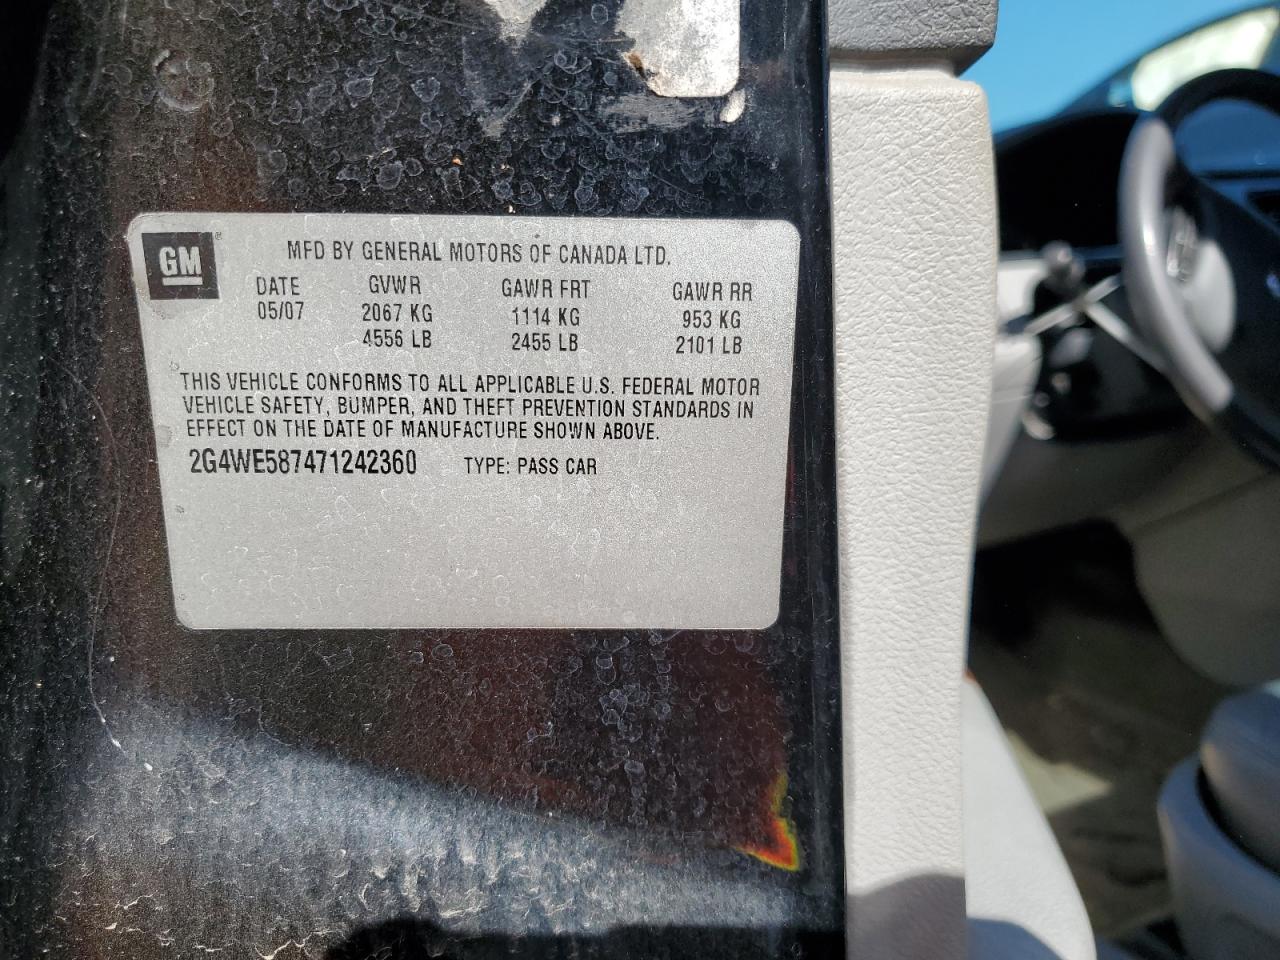 GM®
MFD BY GENERAL MOTORS OF CANADA LTD.
DATE GVWR GAWR FRT GAWR RR
05/07 2067 KG 1114 KG 953 KG
4556 LB 2455 LB 2101 LB
THIS VEHICLE CONFORMS TO ALL APPLICABLE U.S. FEDERAL MOTOR
VEHICLE SAFETY, BUMPER, AND THEFT PREVENTION STANDARDS IN
EFFECT ON THE DATE OF MANUFACTURE SHOWN ABOVE.
2G4WE587471242360 TYPE: PASS CAR